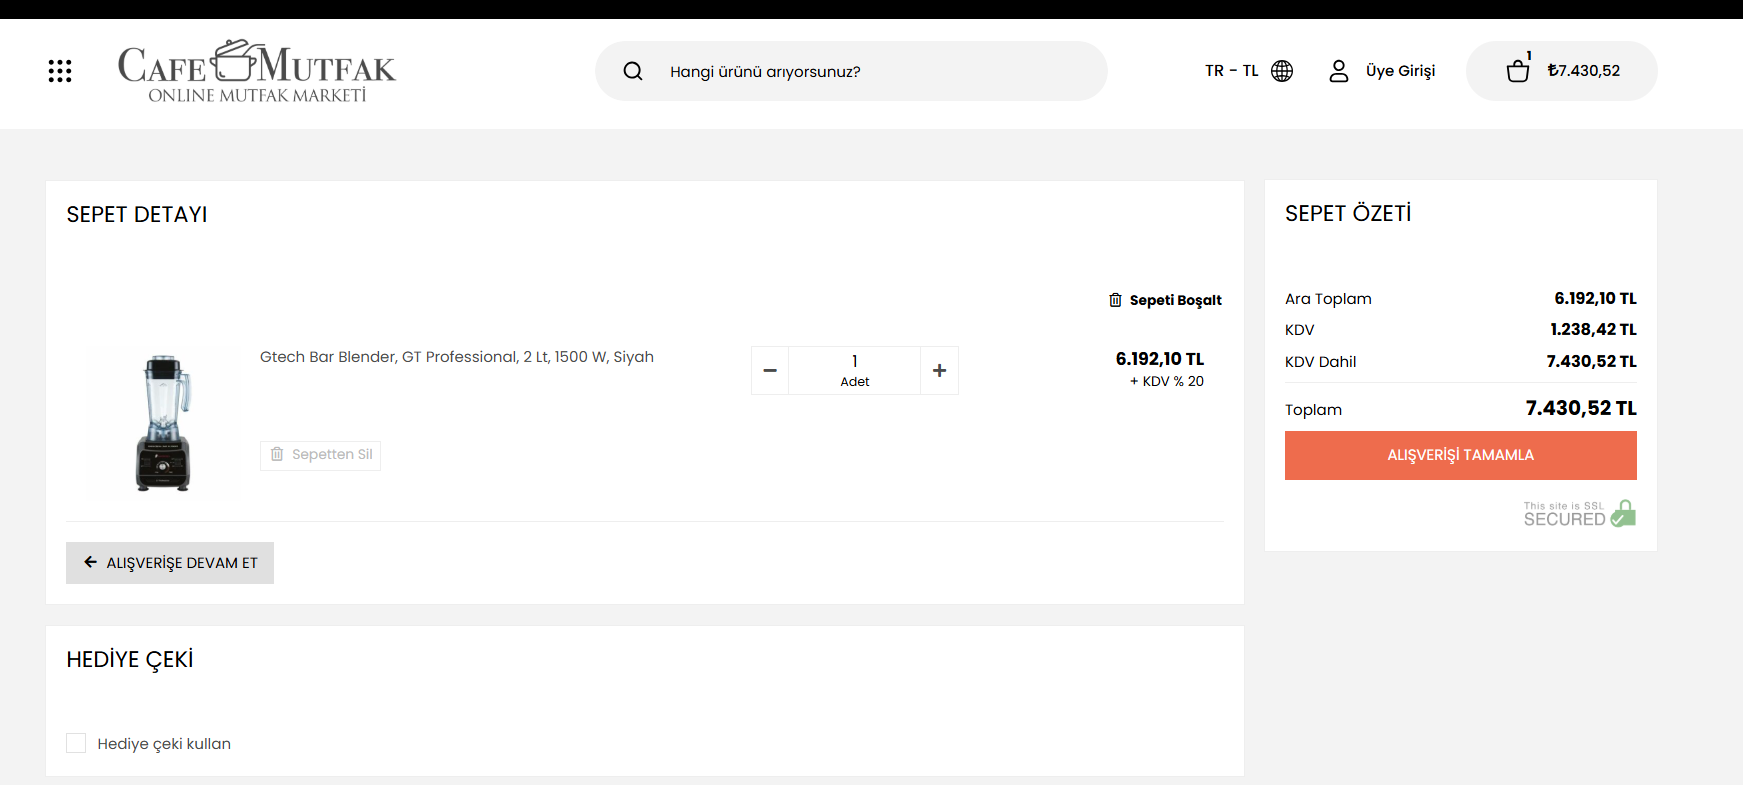 CAFE MUTFAK
ONLINE MUTFAK MARKETİ
Hangi ürünü arıyorsunuz?
TR - TL
Üye Girişi
1
₺7.430,52
SEPET DETAYI
Sepeti Boşalt
Gtech Bar Blender, GT Professional, 2 Lt, 1500 W, Siyah
1
Adet
6.192,10 TL
+ KDV % 20
Sepetten Sil
ALIŞVERİŞE DEVAM ET
HEDİYE ÇEKİ
Hediye çeki kullan
SEPET ÖZETİ
Ara Toplam 6.192,10 TL
KDV 1.238,42 TL
KDV Dahil 7.430,52 TL
Toplam 7.430,52 TL
ALIŞVERİŞİ TAMAMLA
This site is SSL
SECURED